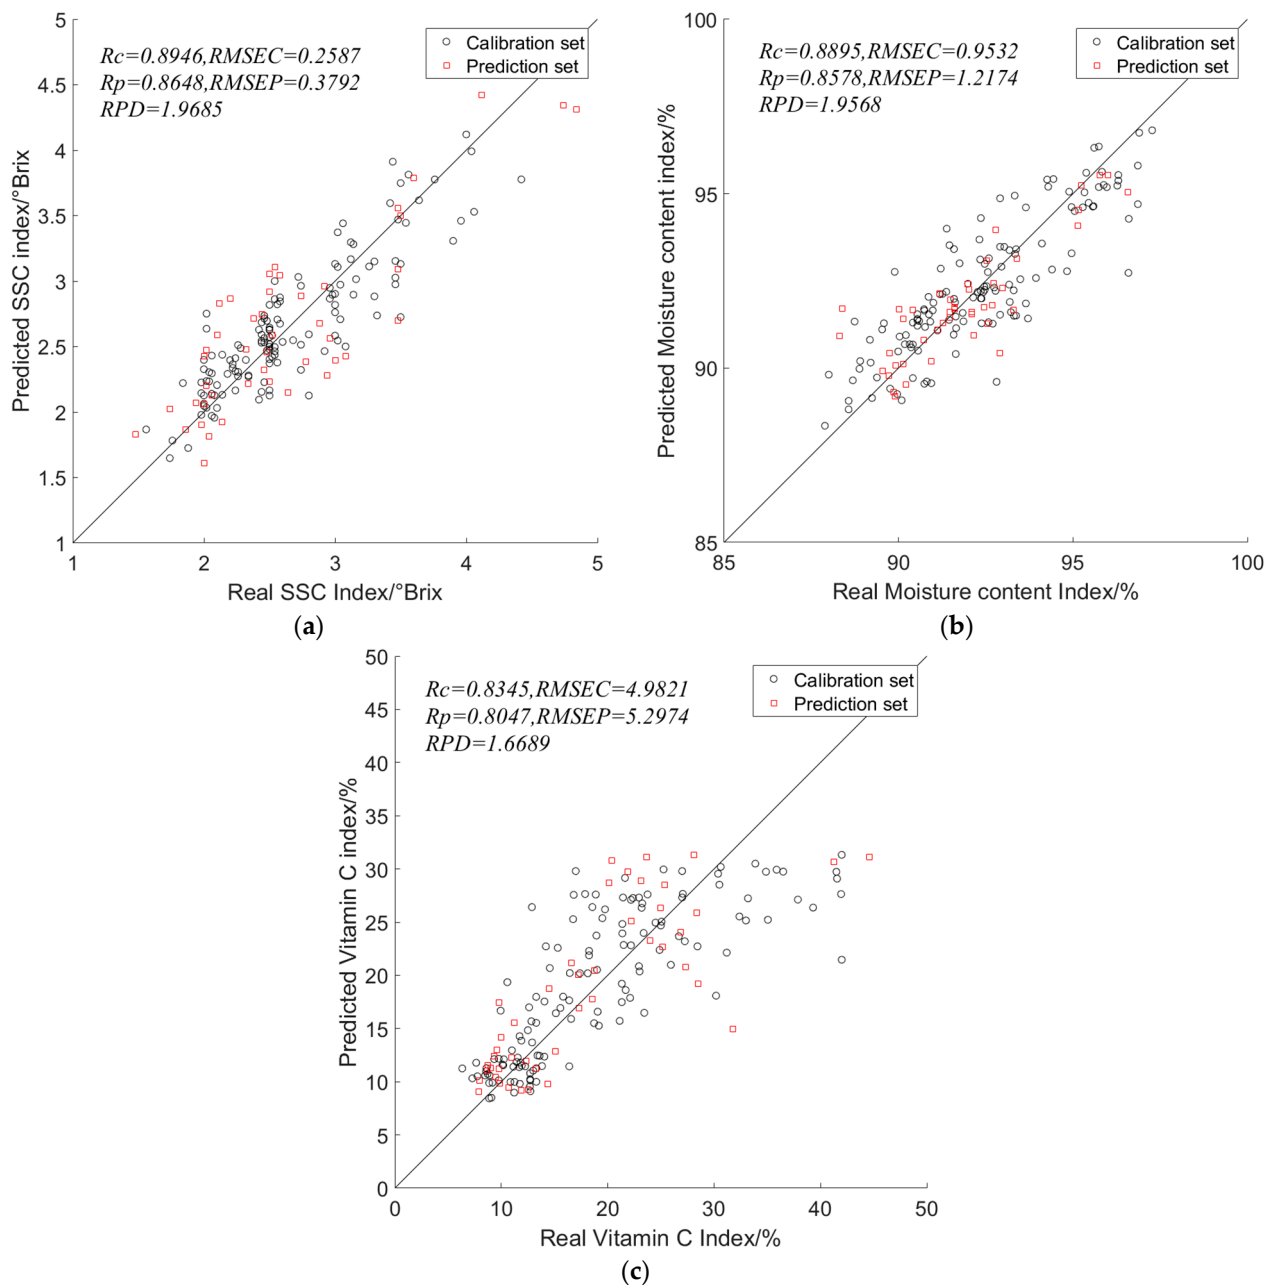 Predicted SSC index/°Brix
5
4.5
4
3.5
3
2.5
2
1.5
1
Rc=0.8946,RMSEC=0.2587
Rp=0.8648,RMSEP=0.3792
RPD=1.9685
Calibration set
Prediction set
1 2 3 4 5
Real SSC Index/°Brix
(a)
Predicted Moisture content index/%
100
95
90
85
Rc=0.8895,RMSEC=0.9532
Rp=0.8578,RMSEP=1.2174
RPD=1.9568
Calibration set
Prediction set
85 90 95 100
Real Moisture content Index/%
(b)
Predicted Vitamin C index/%
50
45
40
35
30
25
20
15
10
5
0
Rc=0.8345,RMSEC=4.9821
Rp=0.8047,RMSEP=5.2974
RPD=1.6689
Calibration set
Prediction set
0 10 20 30 40 50
Real Vitamin C Index/%
(c)